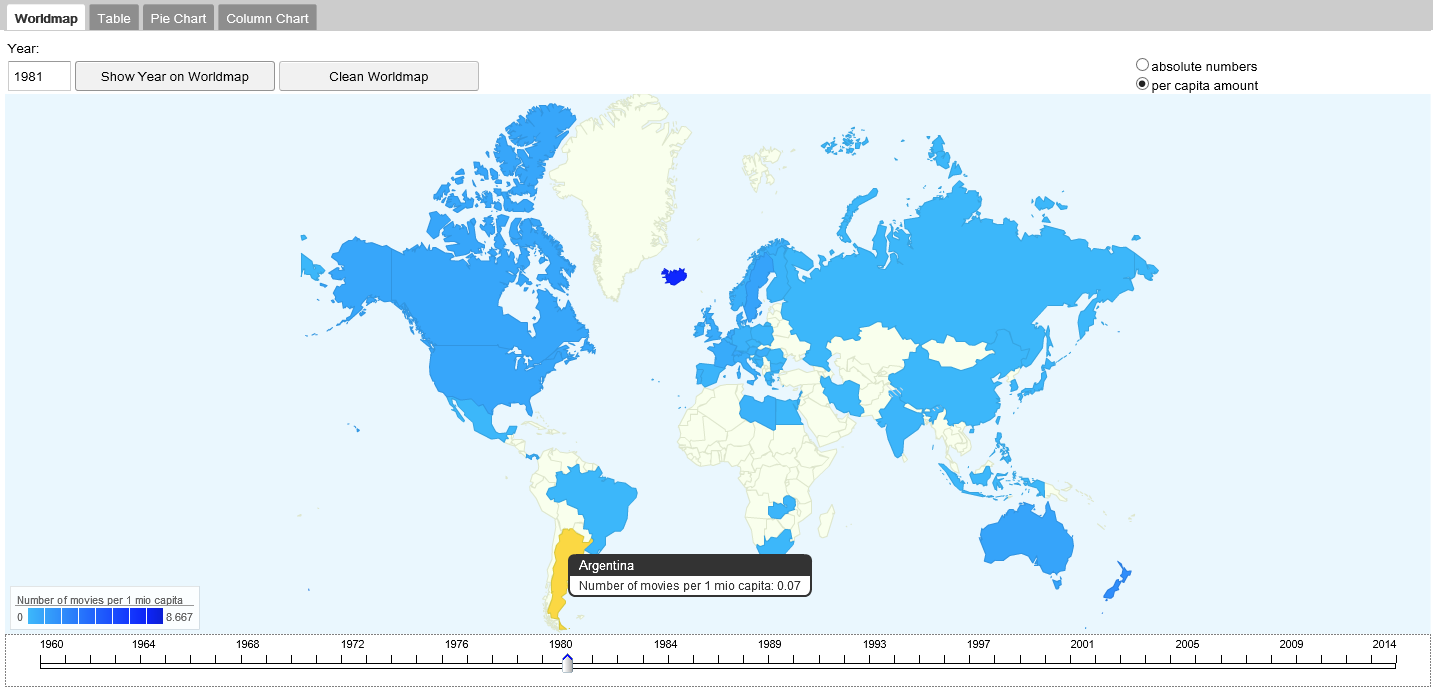 Worldmap Table Pie Chart Column Chart
Year:
1981 Show Year on Worldmap Clean Worldmap
absolute numbers
per capita amount
Argentina
Number of movies per 1 mio capita: 0.07
Number of movies per 1 mio capita
0 8.667
1960 1964 1968 1972 1976 1980 1984 1989 1993 1997 2001 2005 2009 2014